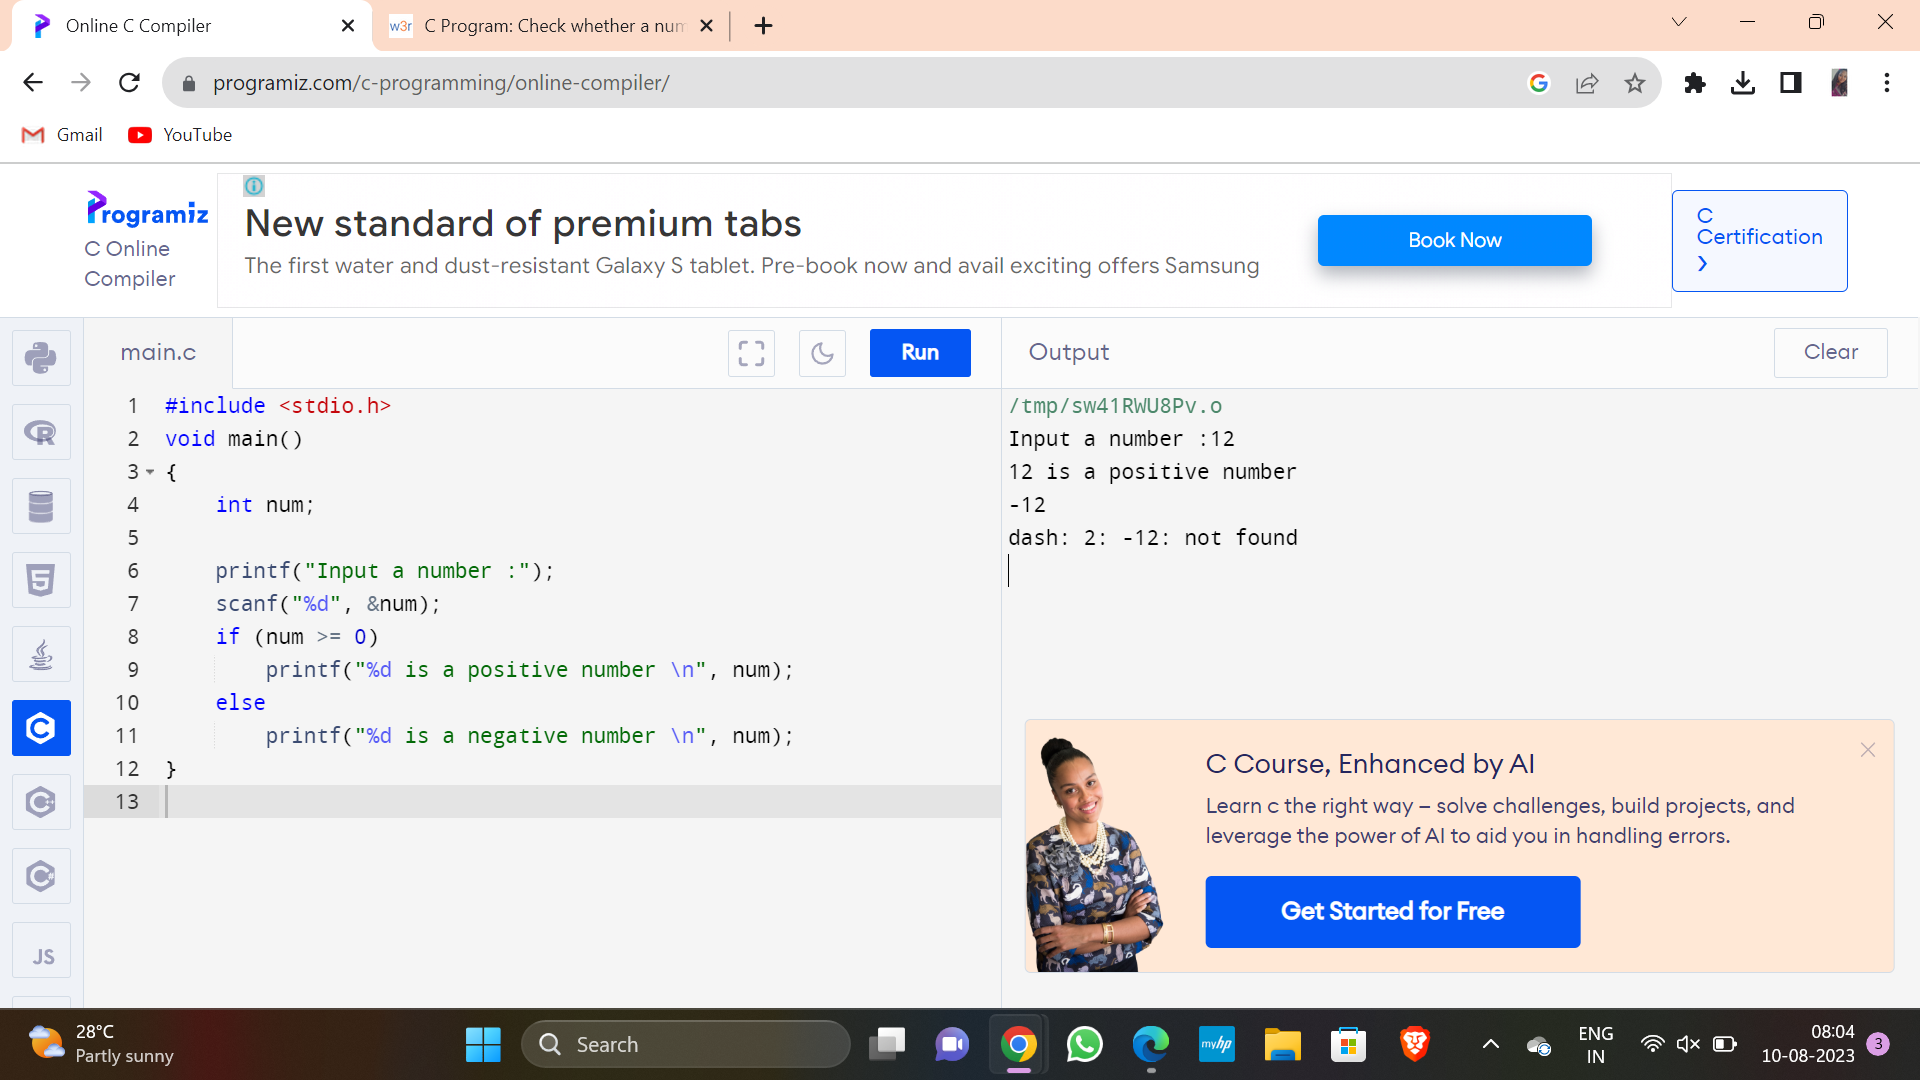 Online C Compiler
w3r C Program: Check whether a num
programiz.com/c-programming/online-compiler/
Gmail
YouTube
Programiz
C Online
Compiler
New standard of premium tabs
The first water and dust-resistant Galaxy S tablet. Pre-book now and avail exciting offers Samsung
Book Now
C
Certification
main.c
Run
Output
Clear
1 #include <stdio.h>
2 void main()
3 {
4 int num;
5
6 printf("Input a number :");
7 scanf("%d", &num);
8 if (num >= 0)
9 printf("%d is a positive number \n", num);
10 else
11 printf("%d is a negative number \n", num);
12 }
13
/tmp/sw41RWU8Pv.o
Input a number :12
12 is a positive number
-12
dash: 2: -12: not found
C Course, Enhanced by AI
Learn c the right way – solve challenges, build projects, and
leverage the power of AI to aid you in handling errors.
Get Started for Free
R
5
C
C
C
JS
28°C
Partly sunny
Search
myhp
ENG
IN
08:04
10-08-2023
3